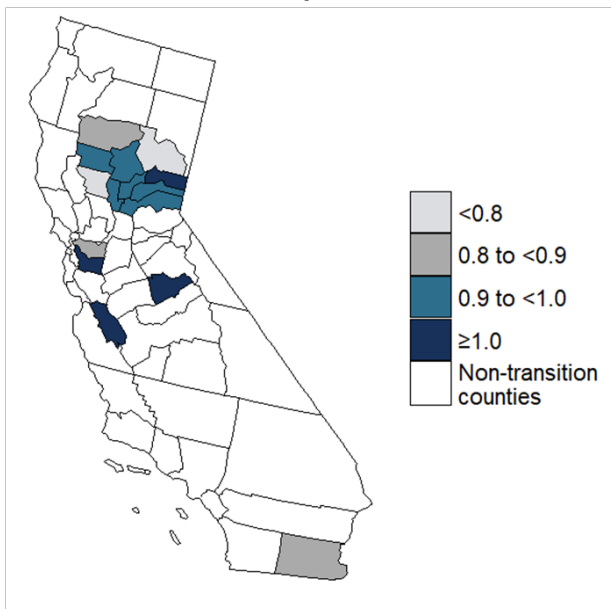 <0.8
0.8 to <0.9
0.9 to <1.0
≥1.0
Non-transition
counties